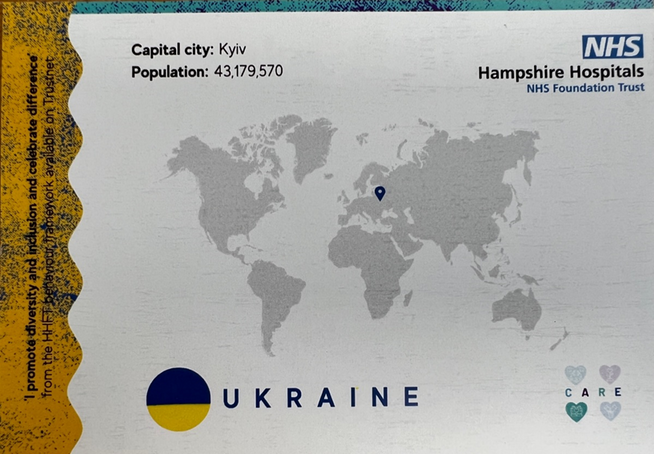 Capital city: Kyiv
Population: 43,179,570
NHS
Hampshire Hospitals
NHS Foundation Trust
'I promote diversity and inclusion and celebrate difference'
from the HHFT behaviour framework available on Trustnet
UKRAINE
CARE